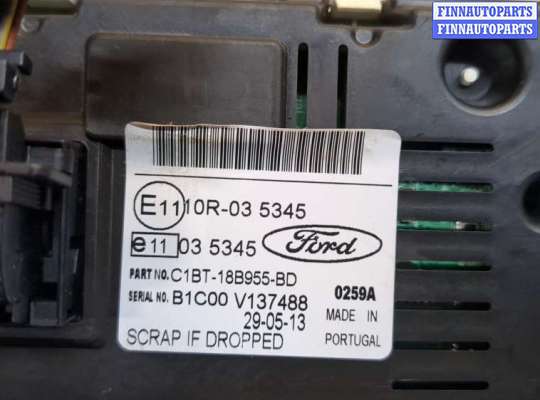 FINNAUTOPARTS
FINNAUTOPARTS
E11 10R-03 5345
e11 03 5345 Ford
PART NO. C1BT-18B955-BD
SERIAL NO. B1C00 V137488 0259A
29-05-13 MADE IN
SCRAP IF DROPPED PORTUGAL